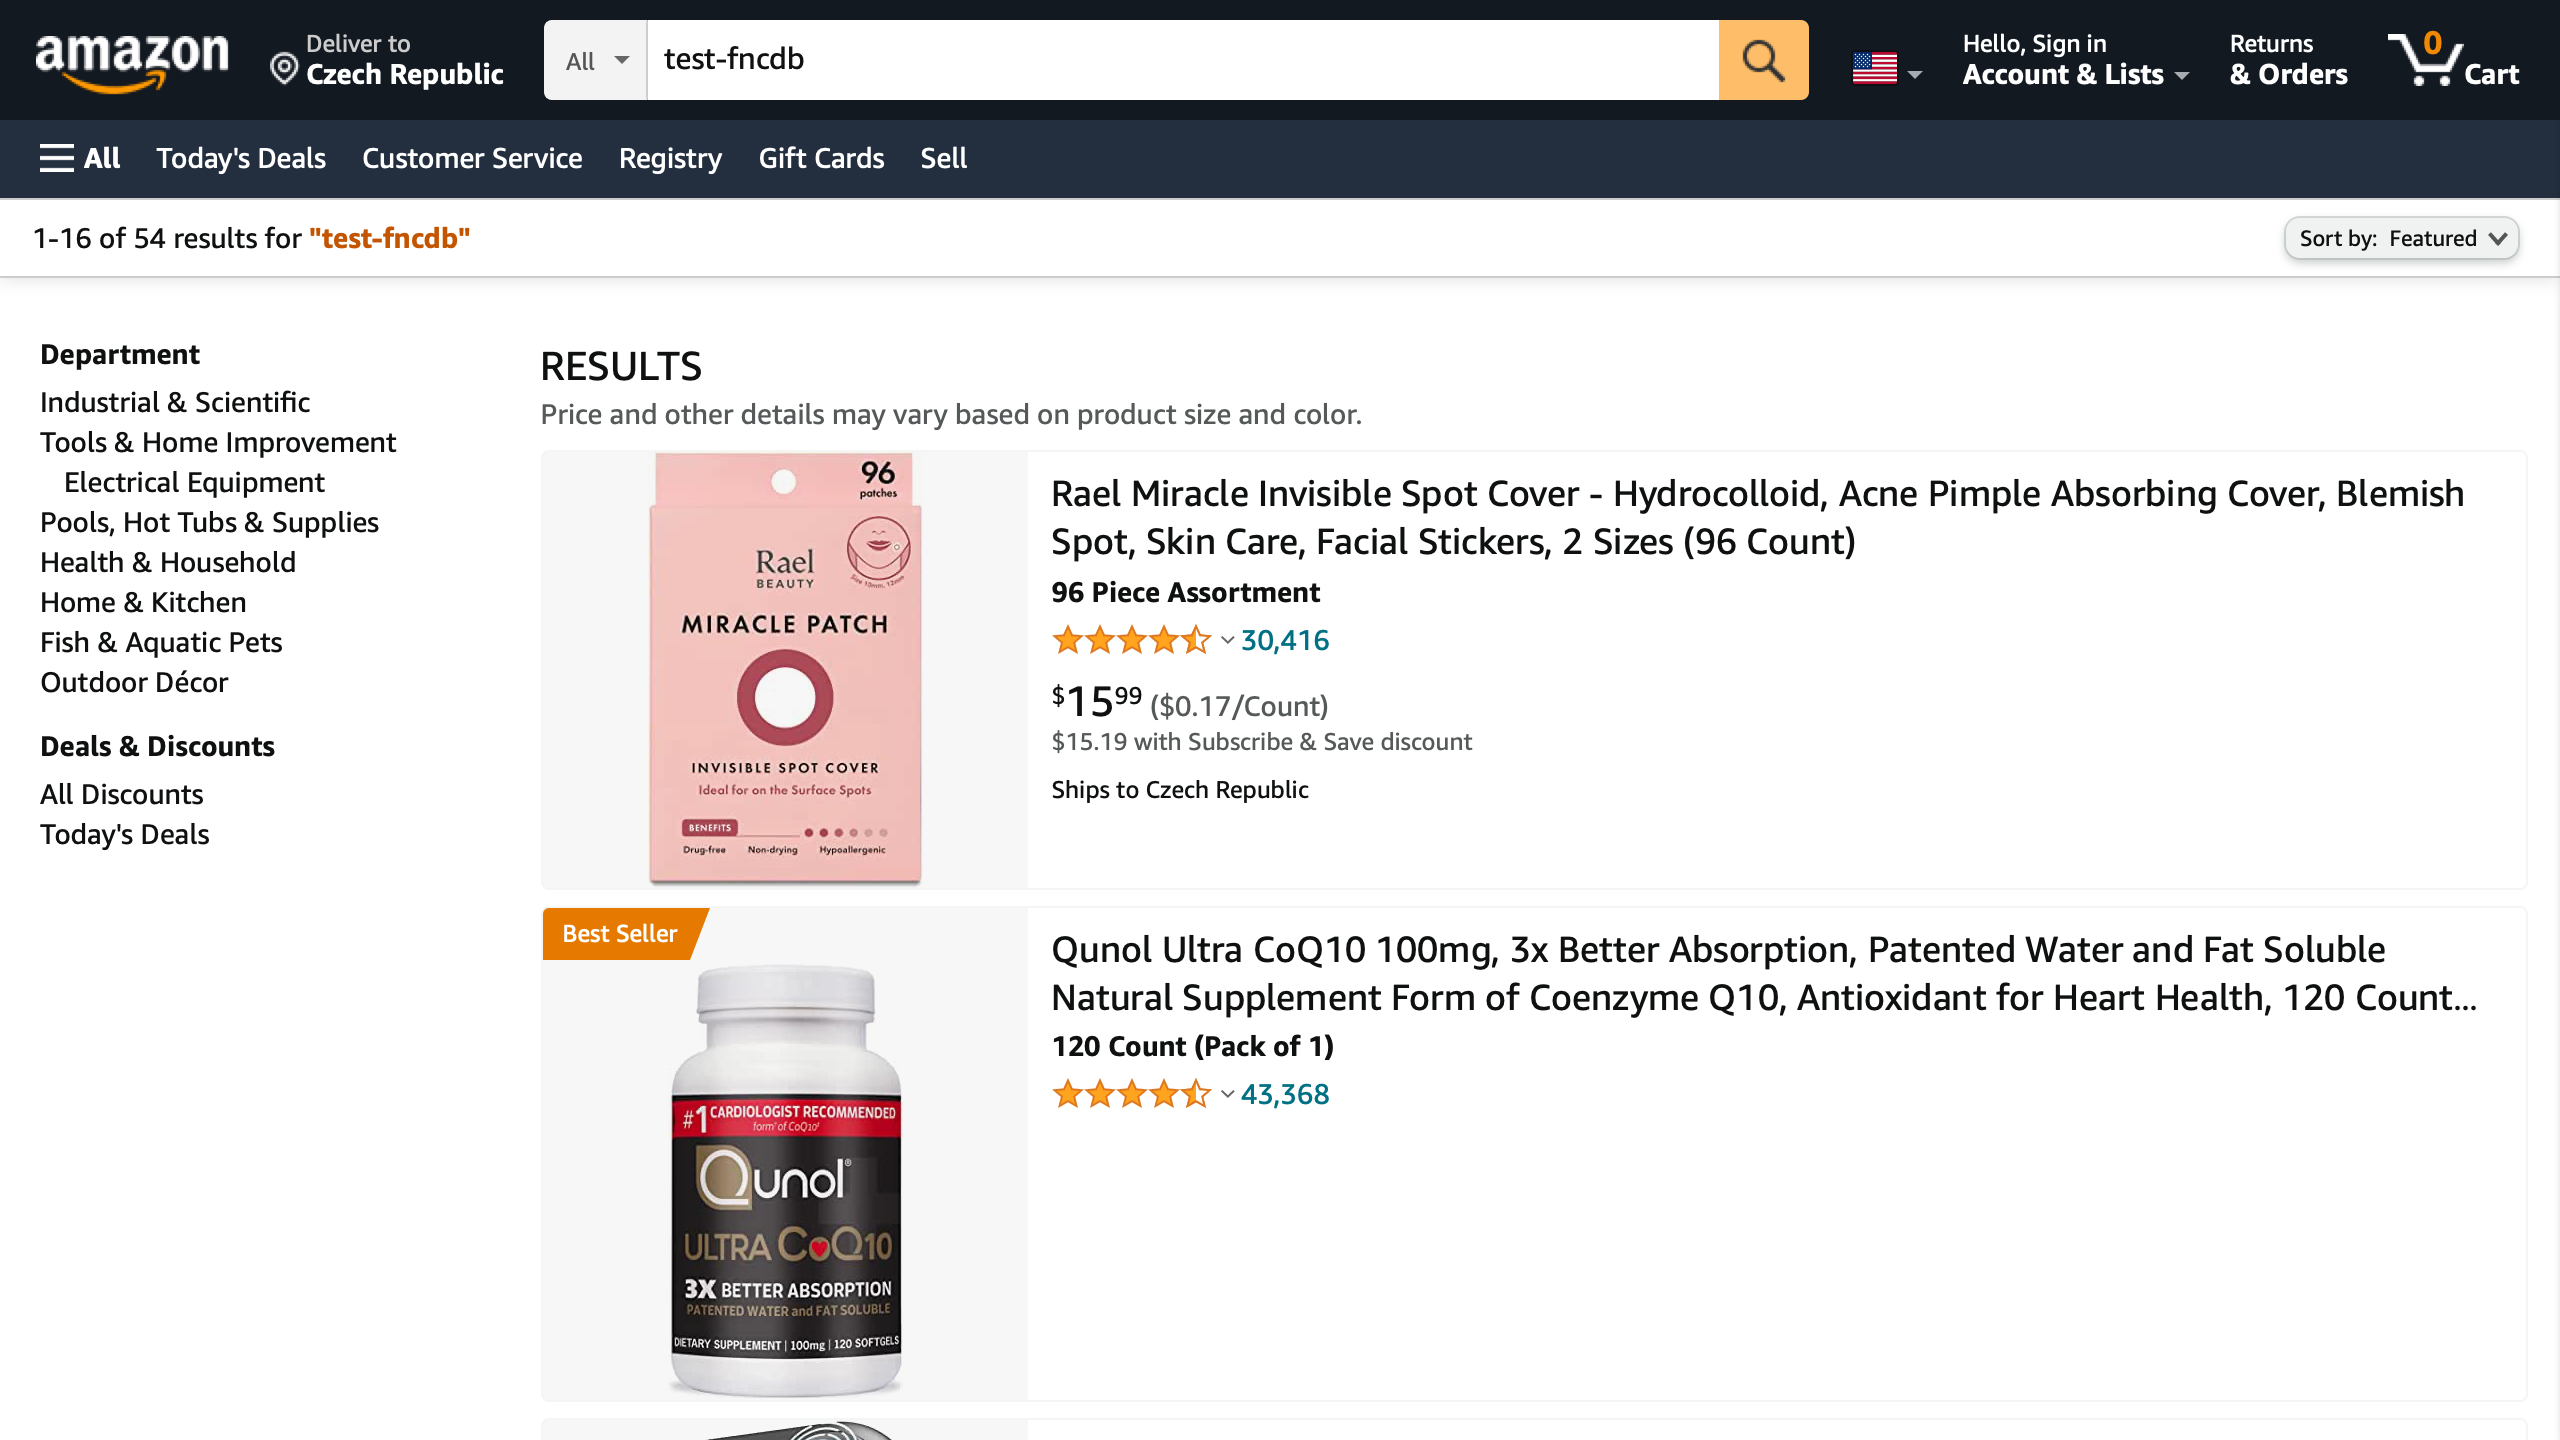 amazon
Deliver to
Czech Republic
All
test-fncdb
Hello, Sign in
Account & Lists
Returns
& Orders
0
Cart
All
Today's Deals
Customer Service
Registry
Gift Cards
Sell
1-16 of 54 results for "test-fncdb"
Sort by: Featured
Department
Industrial & Scientific
Tools & Home Improvement
Electrical Equipment
Pools, Hot Tubs & Supplies
Health & Household
Home & Kitchen
Fish & Aquatic Pets
Outdoor Décor
Deals & Discounts
All Discounts
Today's Deals
RESULTS
Price and other details may vary based on product size and color.
96
patches
Rael
BEAUTY
Size 10mm, 12mm
MIRACLE PATCH
INVISIBLE SPOT COVER
Ideal for on the Surface Spots
BENEFITS
Drug-free Non-drying Hypoallergenic
Rael Miracle Invisible Spot Cover - Hydrocolloid, Acne Pimple Absorbing Cover, Blemish
Spot, Skin Care, Facial Stickers, 2 Sizes (96 Count)
96 Piece Assortment
30,416
$15.99 ($0.17/Count)
$15.19 with Subscribe & Save discount
Ships to Czech Republic
Best Seller
#1 CARDIOLOGIST RECOMMENDED
form† of CoQ10†
Qunol®
ULTRA CoQ10
3X BETTER ABSORPTION
PATENTED WATER and FAT SOLUBLE
DIETARY SUPPLEMENT | 100mg | 120 SOFTGELS
Qunol Ultra CoQ10 100mg, 3x Better Absorption, Patented Water and Fat Soluble
Natural Supplement Form of Coenzyme Q10, Antioxidant for Heart Health, 120 Count...
120 Count (Pack of 1)
43,368